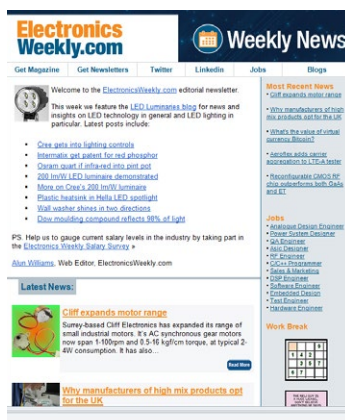 Electronics
Weekly.com
Weekly News
Get Magazine Get Newsletters Twitter Linkedin Jobs Blogs
Welcome to the ElectronicsWeekly.com editorial newsletter.
This week we feature the LED Luminaries blog for news and
insights on LED technology in general and LED lighting in
particular. Latest posts include:
• Cree gets into lighting controls
• Intermatix get patent for red phosphor
• Osram quart if infra-red into pint pot
• 200 lm/W LED luminaire demonstrated
• More on Cree's 200 lm/W luminaire
• Plastic heatsink in Hella LED spotlight
• Wall washer shines in two directions
• Dow moulding compound reflects 98% of light
PS. Help us to gauge current salary levels in the industry by taking part in
the Electronics Weekly Salary Survey »
Alun Williams, Web Editor, ElectronicsWeekly.com
Latest News:
Cliff expands motor range
Surrey-based Cliff Electronics has expanded its range of
small industrial motors. It's AC synchronous gear motors
now span 1-100rpm and 0.5-16 kgf/cm torque, at typical 2-
4W consumption. It has also...
Read More
Why manufacturers of high mix products opt
for the UK
Most Recent News
• Cliff expands motor range
• Why manufacturers of high
mix products opt for the UK
• What's the value of virtual
currency Bitcoin?
• Aeroflex adds carrier
aggregation to LTE-A tester
• Reconfigurable CMOS RF
chip outperforms both GaAs
and ET
Jobs
• Analogue Design Engineer
• Power System Designer
• QA Engineer
• Asic Designer
• RF Engineer
• C/C++ Programmer
• Sales & Marketing
• DSP Engineer
• Software Engineer
• Embedded Design
• Test Engineer
• Hardware Engineer
Work Break